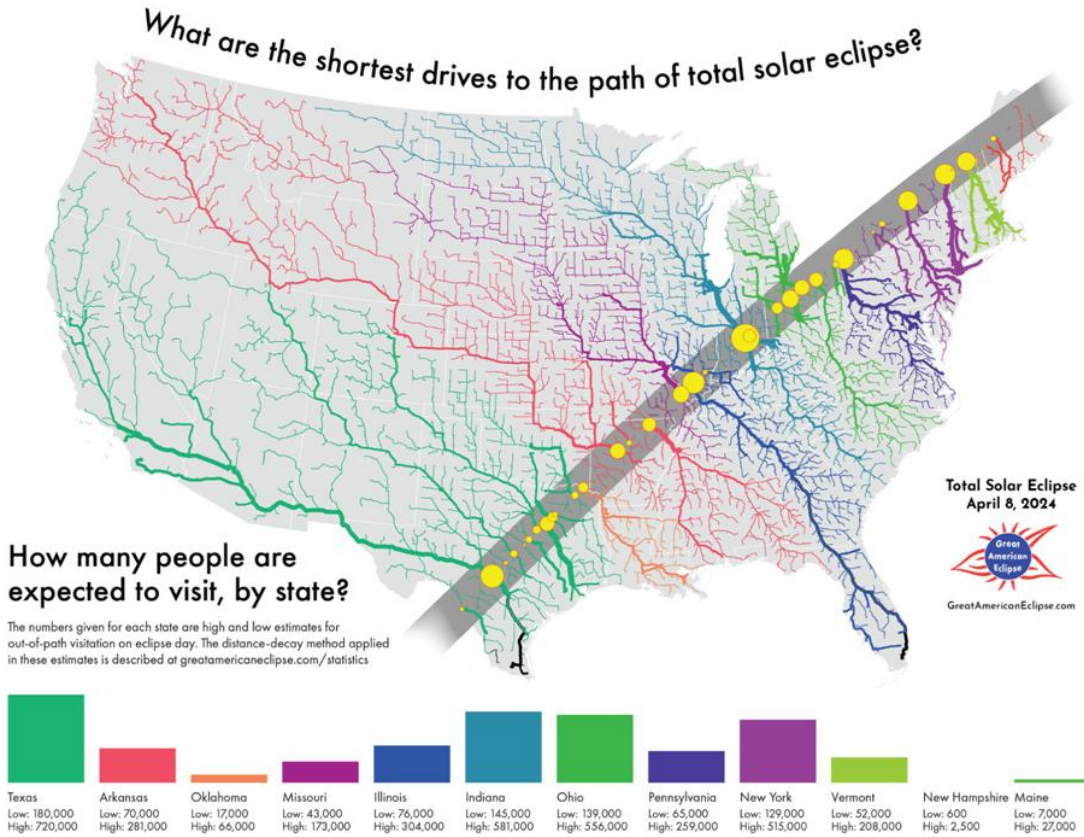 What are the shortest drives to the path of total solar eclipse?
Total Solar Eclipse
April 8, 2024
Great
American
Eclipse
GreatAmericanEclipse.com
How many people are
expected to visit, by state?
The numbers given for each state are high and low estimates for
out-of-path visitation on eclipse day. The distance-decay method applied
in these estimates is described at greatamericaneclipse.com/statistics
Texas
Low: 180,000
High: 720,000
Arkansas
Low: 70,000
High: 281,000
Oklahoma
Low: 17,000
High: 66,000
Missouri
Low: 43,000
High: 173,000
Illinois
Low: 76,000
High: 304,000
Indiana
Low: 145,000
High: 581,000
Ohio
Low: 139,000
High: 556,000
Pennsylvania
Low: 65,000
High: 259,000
New York
Low: 129,000
High: 515,000
Vermont
Low: 52,000
High: 208,000
New Hampshire
Low: 600
High: 2,500
Maine
Low: 7,000
High: 27,000